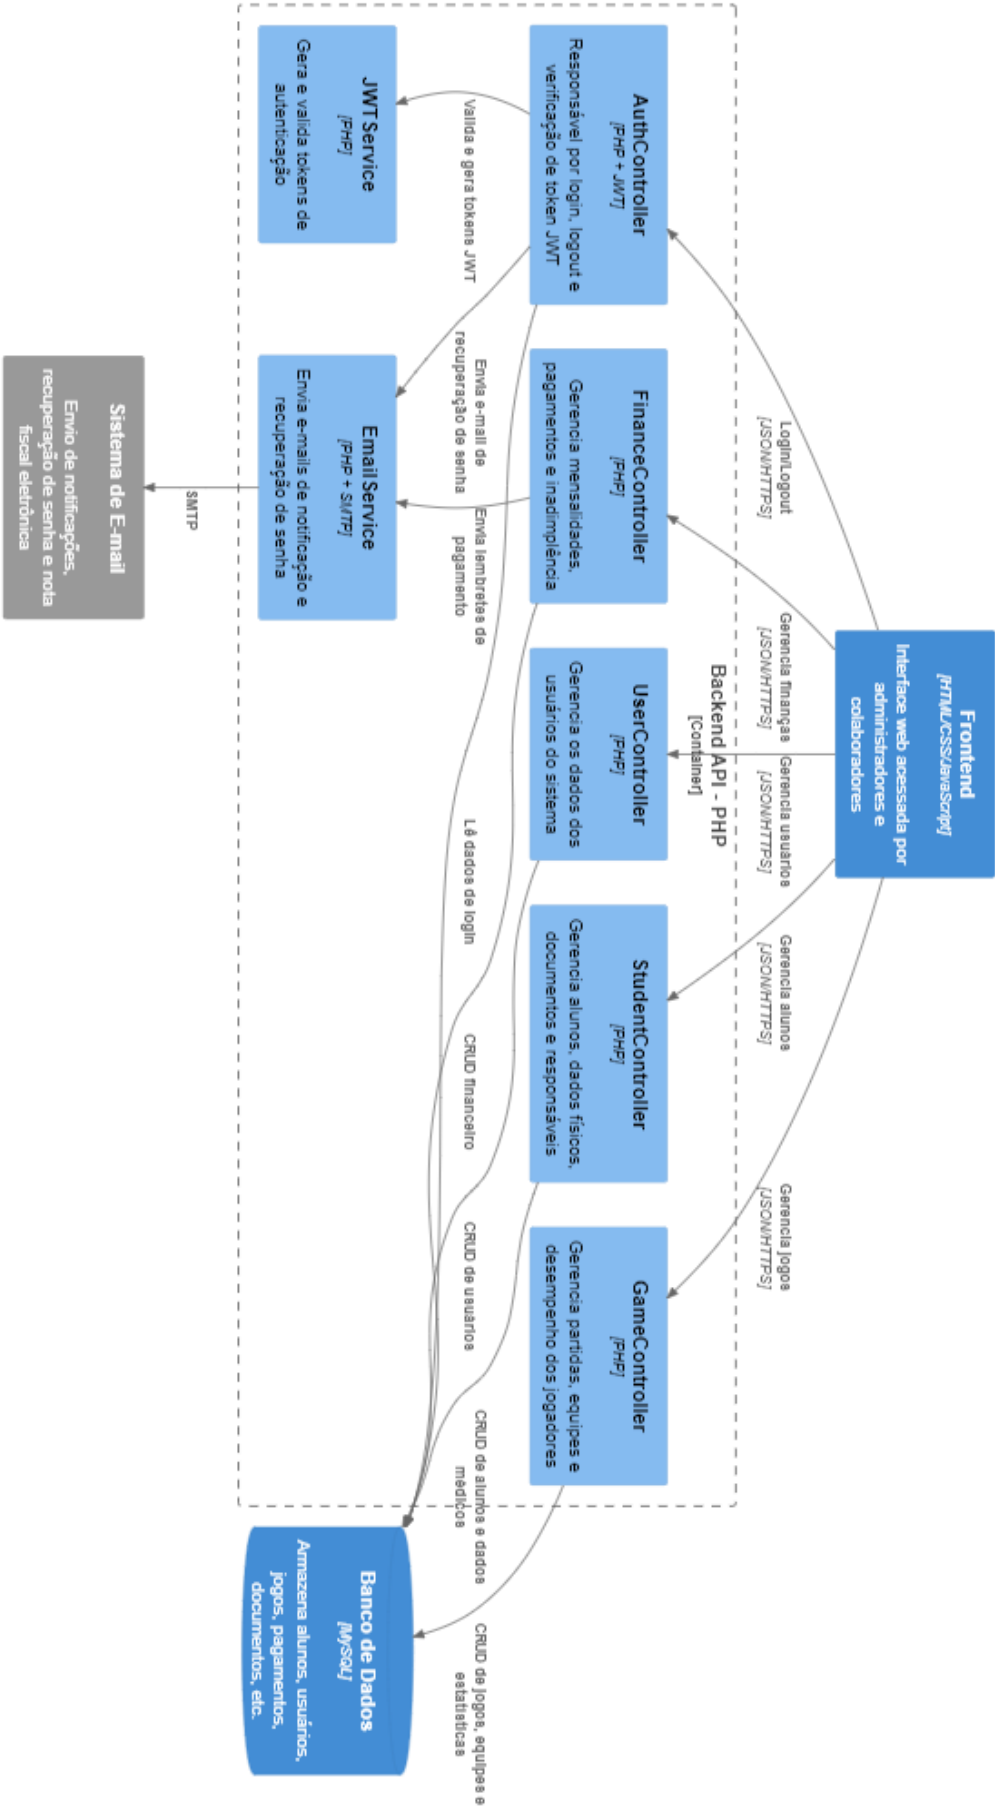 Frontend
[HTML/CSS/JavaScript]
Interface web acessada por
administradores e
colaboradores
Login/Logout
[JSON/HTTPS]
Gerencia finanças
[JSON/HTTPS]
Gerencia usuários
[JSON/HTTPS]
Gerencia alunos
[JSON/HTTPS]
Gerencia jogos
[JSON/HTTPS]
Backend API - PHP
[Container]
AuthController
[PHP + JWT]
Responsável por login, logout e
verificação de token JWT
FinanceController
[PHP]
Gerencia mensalidades,
pagamentos e inadimplência
UserController
[PHP]
Gerencia os dados dos
usuários do sistema
StudentController
[PHP]
Gerencia alunos, dados físicos,
documentos e responsáveis
GameController
[PHP]
Gerencia partidas, equipes e
desempenho dos jogadores
Valida e gera tokens JWT
Envia e-mail de
recuperação de senha
Envia lembretes de
pagamento
Lê dados de login
CRUD financeiro
CRUD de usuários
CRUD de alunos e dados
médicos
CRUD de jogos, equipes e
estatísticas
JWTService
[PHP]
Gera e valida tokens de
autenticação
EmailService
[PHP + SMTP]
Envia e-mails de notificação e
recuperação de senha
Banco de Dados
[MySQL]
Armazena alunos, usuários,
jogos, pagamentos,
documentos, etc.
SMTP
Sistema de E-mail
Envio de notificações,
recuperação de senha e nota
fiscal eletrônica